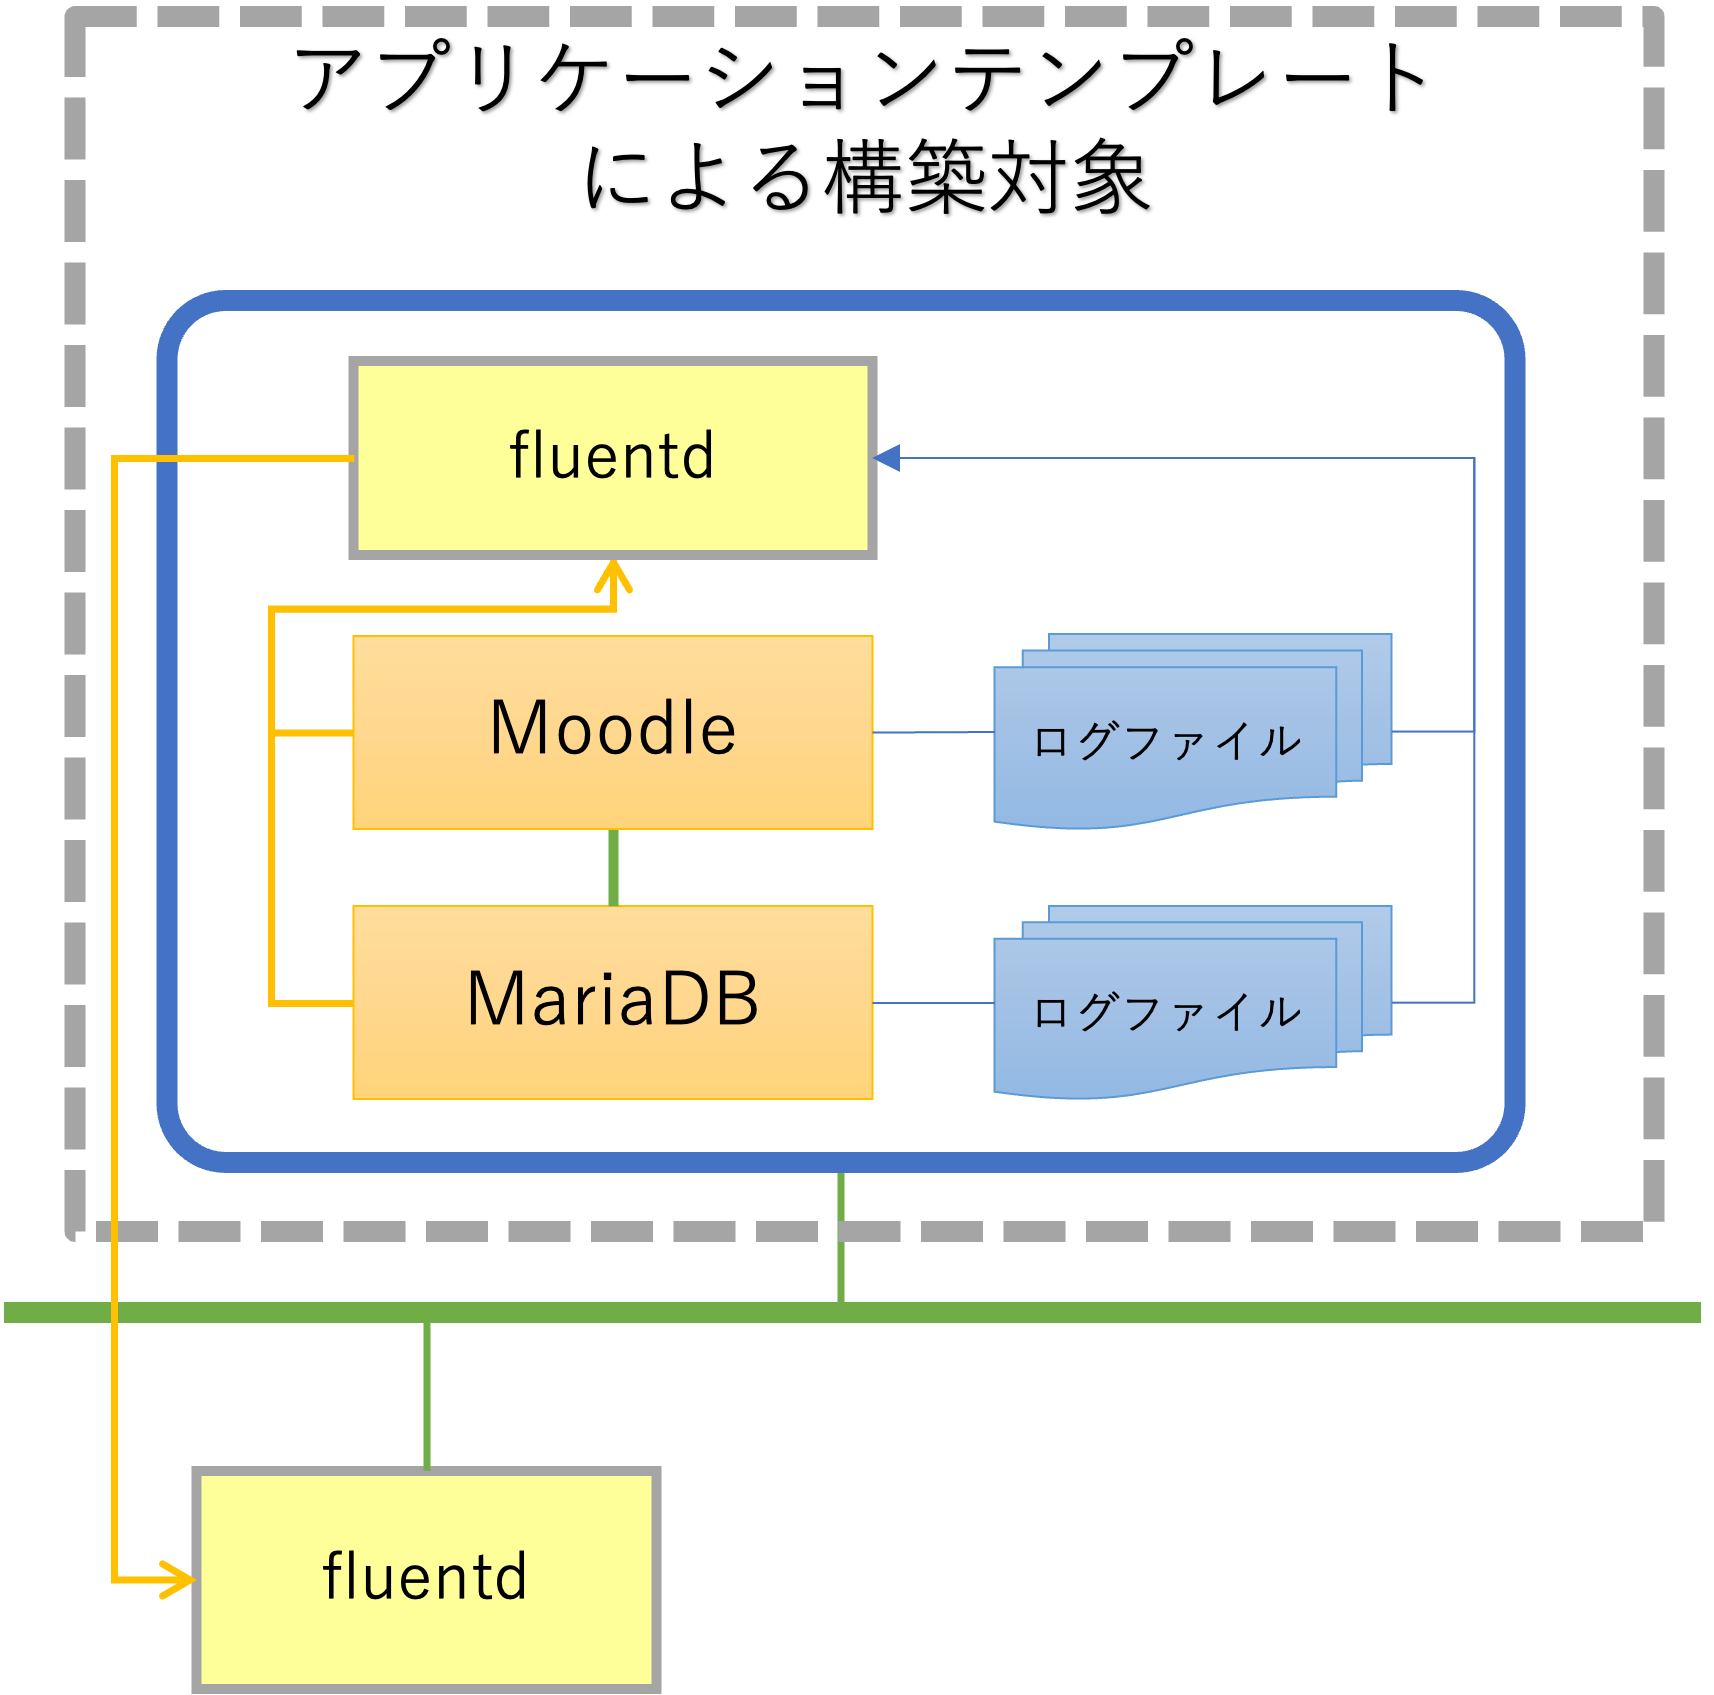 アプリケーションテンプレート
による構築対象
fluentd
Moodle
ログファイル
MariaDB
ログファイル
fluentd